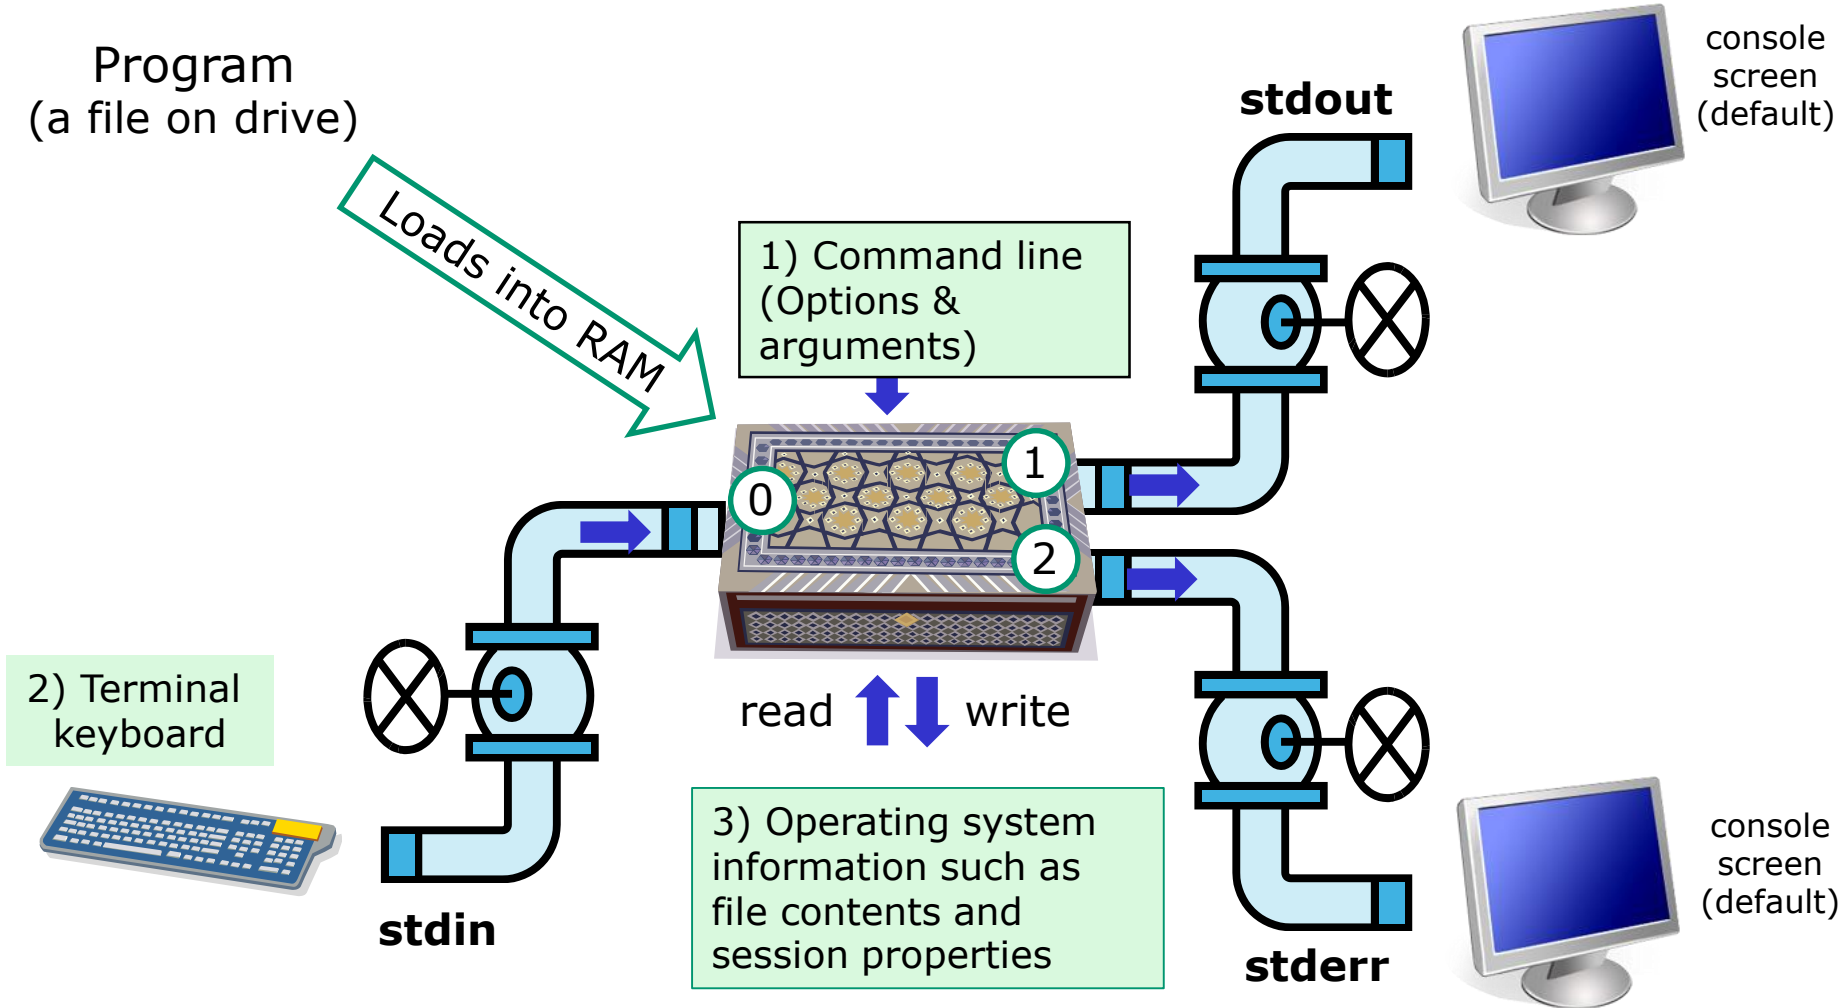 Program
(a file on drive)
Loads into RAM
stdout
console
screen
(default)
1) Command line
(Options &
arguments)
0
1
2
2) Terminal
keyboard
read
write
stdin
3) Operating system
information such as
file contents and
session properties
stderr
console
screen
(default)